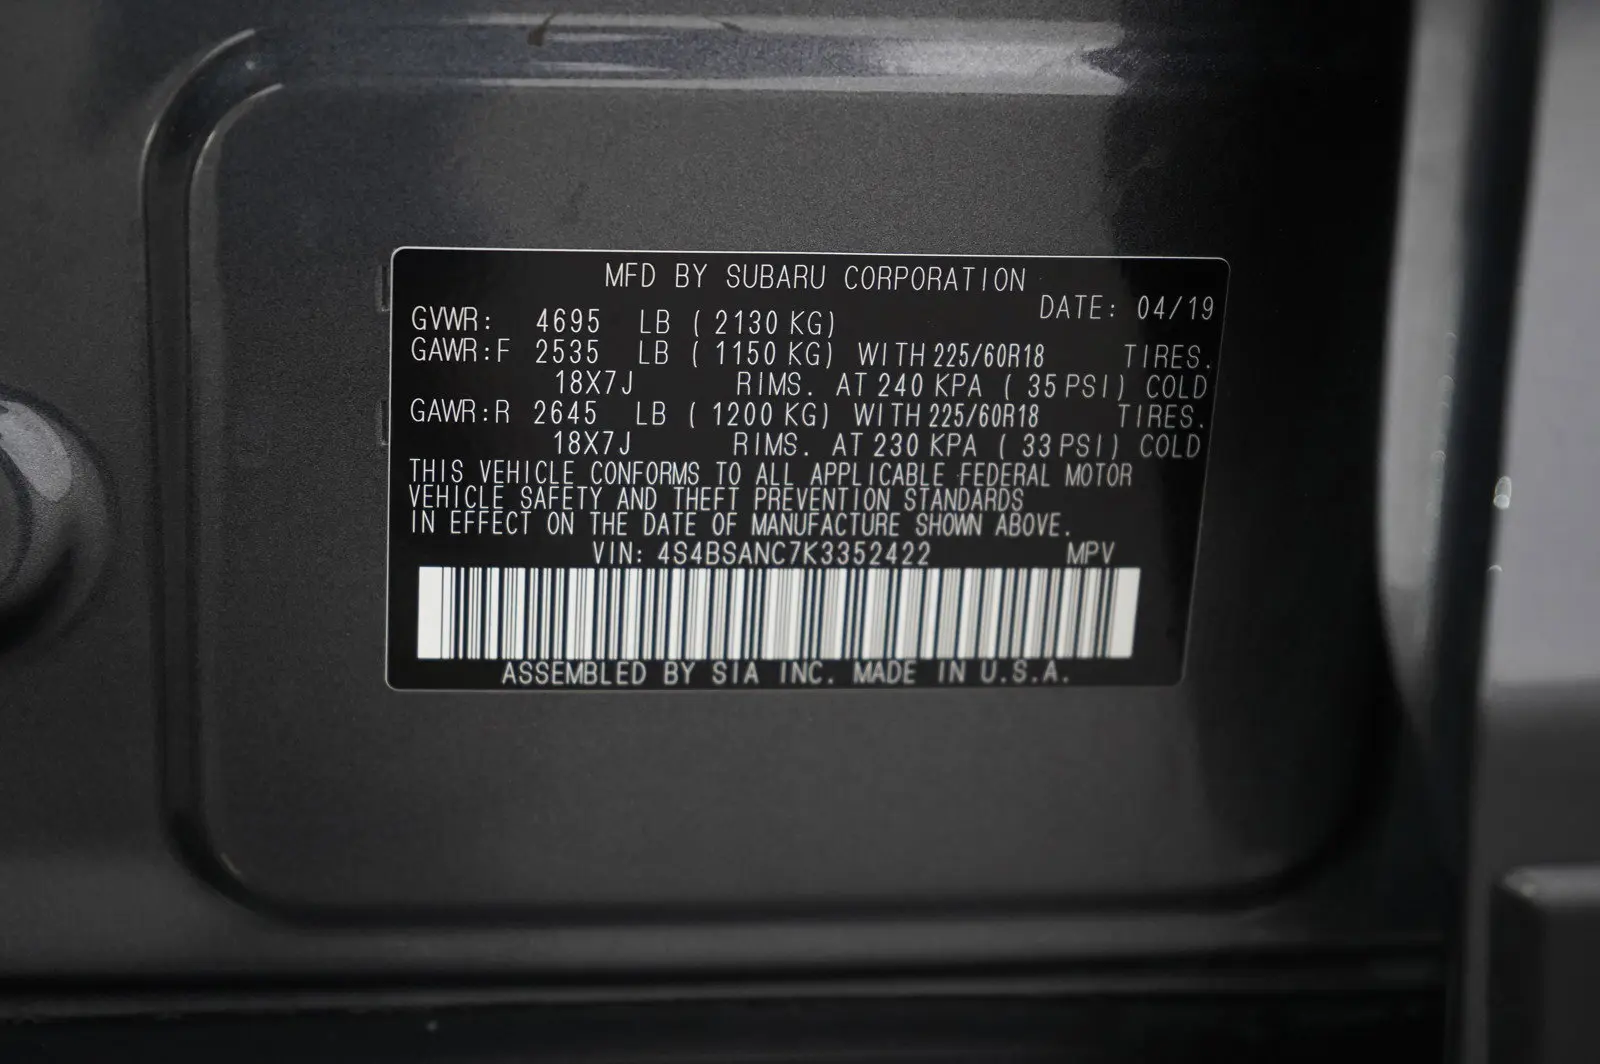 MFD BY SUBARU CORPORATION
DATE: 04/19
GVWR: 4695 LB ( 2130 KG)
GAWR:F 2535 LB ( 1150 KG) WITH 225/60R18 TIRES.
18X7J RIMS. AT 240 KPA ( 35 PSI) COLD
GAWR:R 2645 LB ( 1200 KG) WITH 225/60R18 TIRES.
18X7J RIMS. AT 230 KPA ( 33 PSI) COLD
THIS VEHICLE CONFORMS TO ALL APPLICABLE FEDERAL MOTOR
VEHICLE SAFETY AND THEFT PREVENTION STANDARDS
IN EFFECT ON THE DATE OF MANUFACTURE SHOWN ABOVE.
VIN: 4S4BSANC7K3352422 MPV
ASSEMBLED BY SIA INC. MADE IN U.S.A.